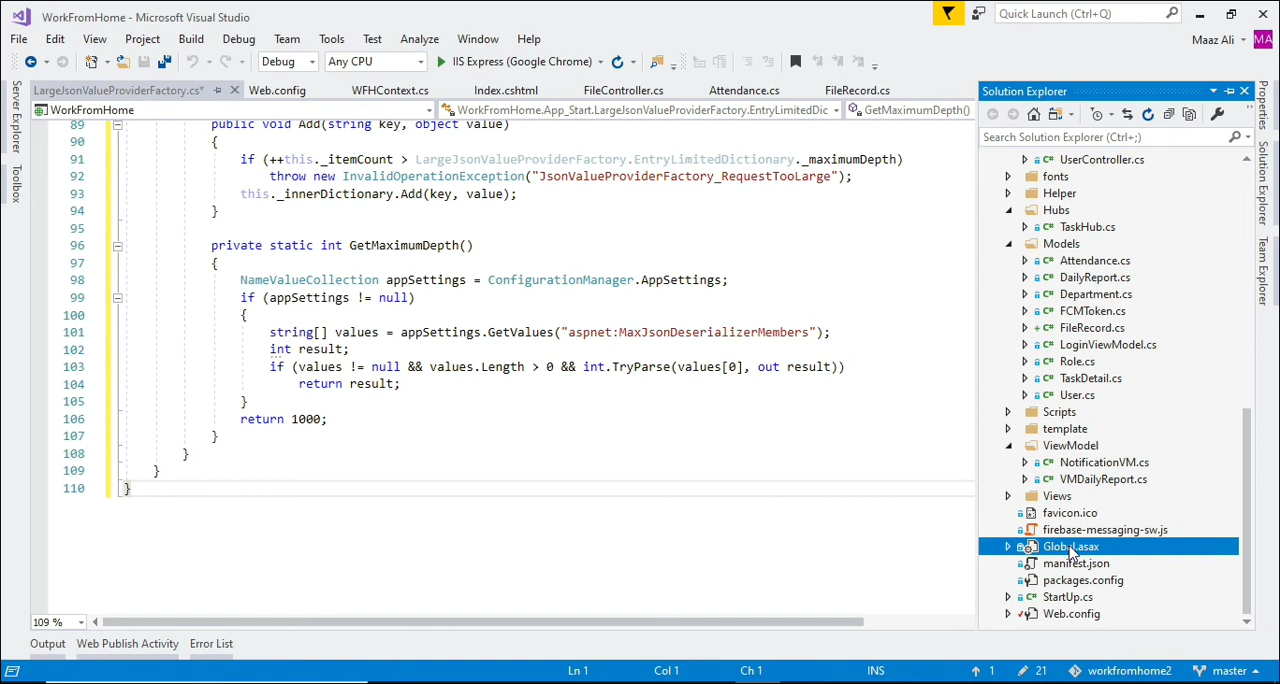 WorkFromHome - Microsoft Visual Studio
Quick Launch (Ctrl+Q)
File Edit View Project Build Debug Team Tools Test Analyze Window Help
Maaz Ali MA
Debug Any CPU IIS Express (Google Chrome)
LargeJsonValueProviderFactory.cs* Web.config WFHContext.cs Index.cshtml FileController.cs Attendance.cs FileRecord.cs
WorkFromHome WorkFromHome.App_Start.LargeJsonValueProviderFactory.EntryLimitedDic GetMaximumDepth()
Server Explorer
Toolbox
89 public void Add(string key, object value)
90 {
91 if (++this._itemCount > LargeJsonValueProviderFactory.EntryLimitedDictionary._maximumDepth)
92 throw new InvalidOperationException("JsonValueProviderFactory_RequestTooLarge");
93 this._innerDictionary.Add(key, value);
94 }
95
96 private static int GetMaximumDepth()
97 {
98 NameValueCollection appSettings = ConfigurationManager.AppSettings;
99 if (appSettings != null)
100 {
101 string[] values = appSettings.GetValues("aspnet:MaxJsonDeserializerMembers");
102 int result;
103 if (values != null && values.Length > 0 && int.TryParse(values[0], out result))
104 return result;
105 }
106 return 1000;
107 }
108 }
109 }
110 }
109 %
Solution Explorer
Search Solution Explorer (Ctrl+;)
C# UserController.cs
fonts
Helper
Hubs
C# TaskHub.cs
Models
C# Attendance.cs
C# DailyReport.cs
C# Department.cs
C# FCMToken.cs
C# FileRecord.cs
C# LoginViewModel.cs
C# Role.cs
C# TaskDetail.cs
C# User.cs
Scripts
template
ViewModel
C# NotificationVM.cs
C# VMDailyReport.cs
Views
favicon.ico
firebase-messaging-sw.js
Global.asax
manifest.json
packages.config
C# StartUp.cs
Web.config
Properties
Solution Explorer
Team Explorer
Output Web Publish Activity Error List
Ln 1 Col 1 Ch 1 INS 1 21 workfromhome2 master